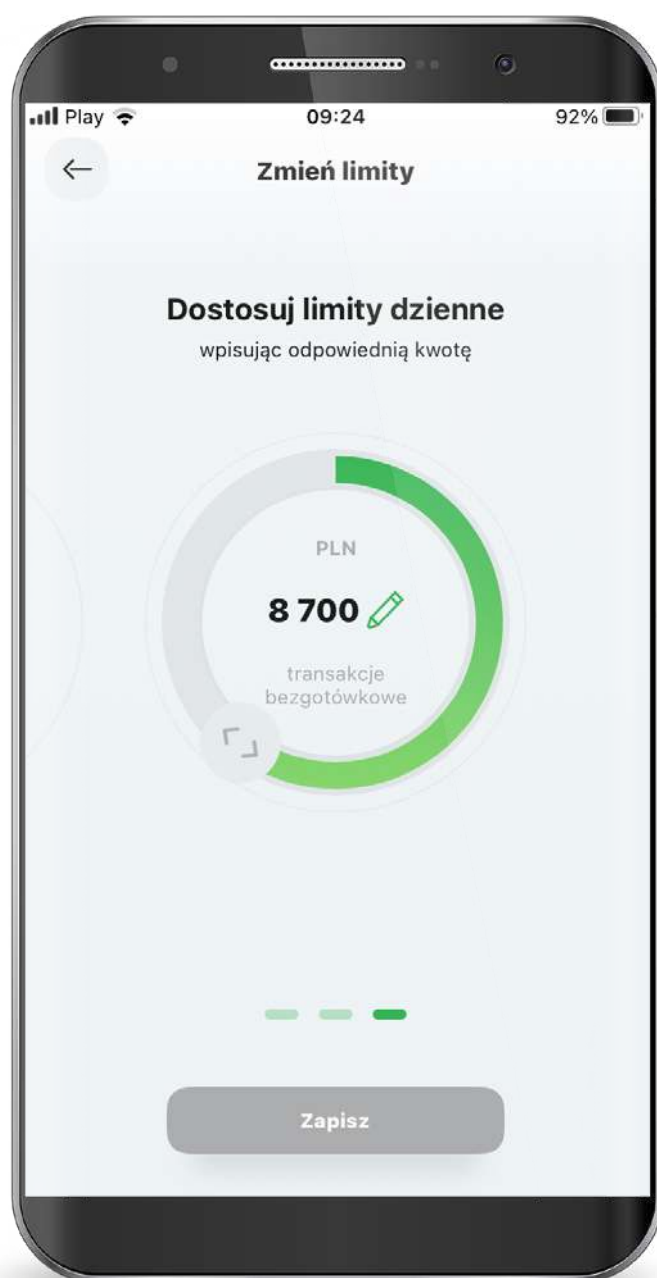 Play 09:24 92%
Zmień limity
Dostosuj limity dzienne
wpisując odpowiednią kwotę
PLN
8 700
transakcje
bezgotówkowe
Zapisz